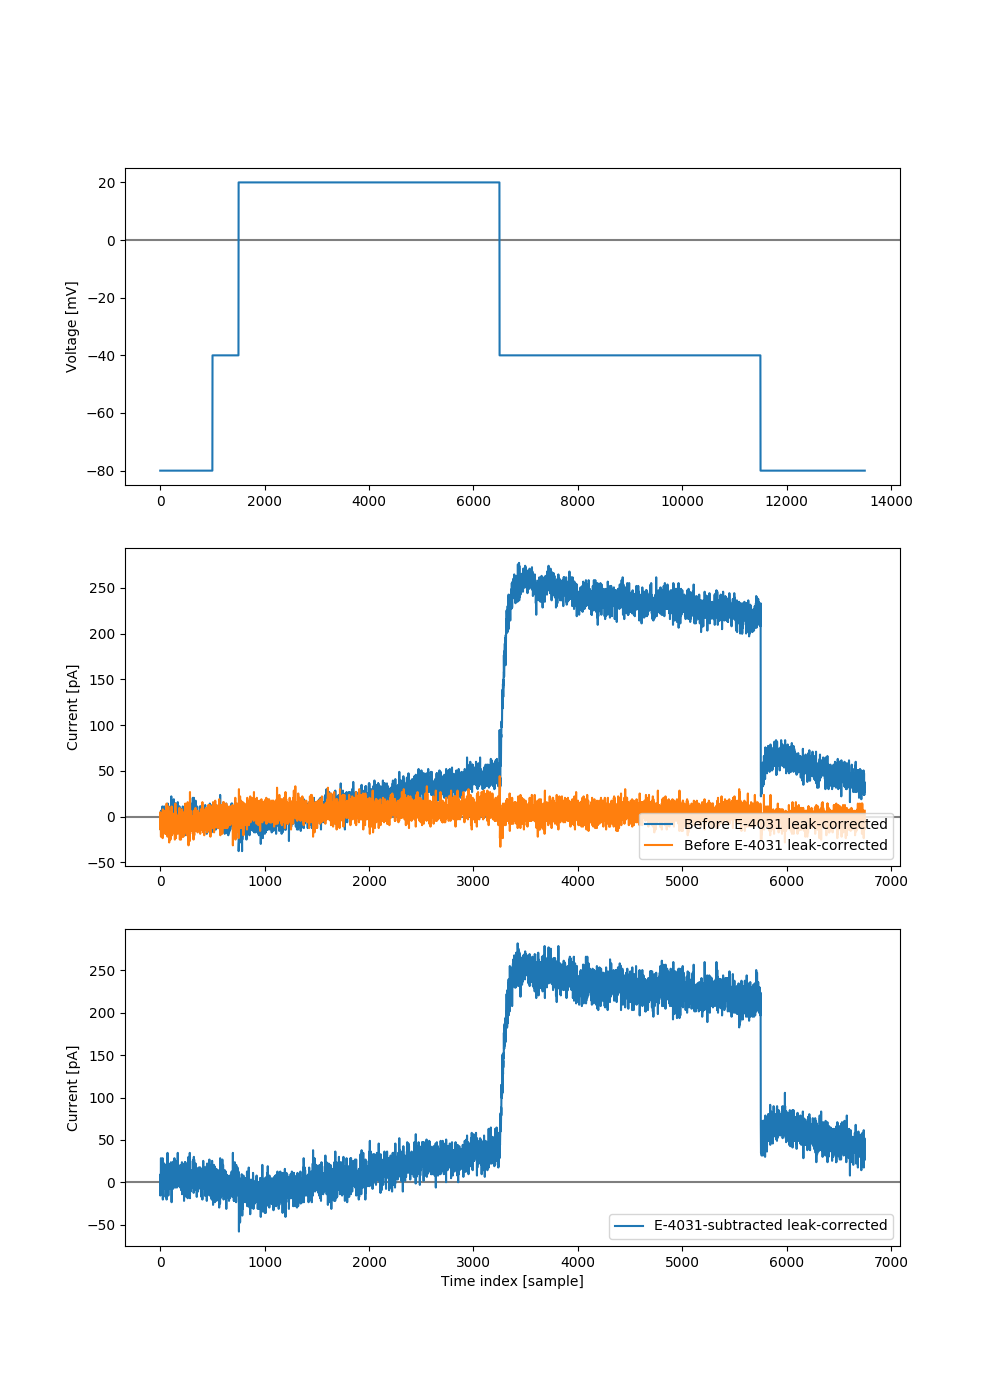 Voltage [mV]
20
0
−20
−40
−60
−80
0 2000 4000 6000 8000 10000 12000 14000
Current [pA]
250
200
150
100
50
0
−50
Before E-4031 leak-corrected
Before E-4031 leak-corrected
0 1000 2000 3000 4000 5000 6000 7000
Current [pA]
250
200
150
100
50
0
−50
E-4031-subtracted leak-corrected
0 1000 2000 3000 4000 5000 6000 7000
Time index [sample]